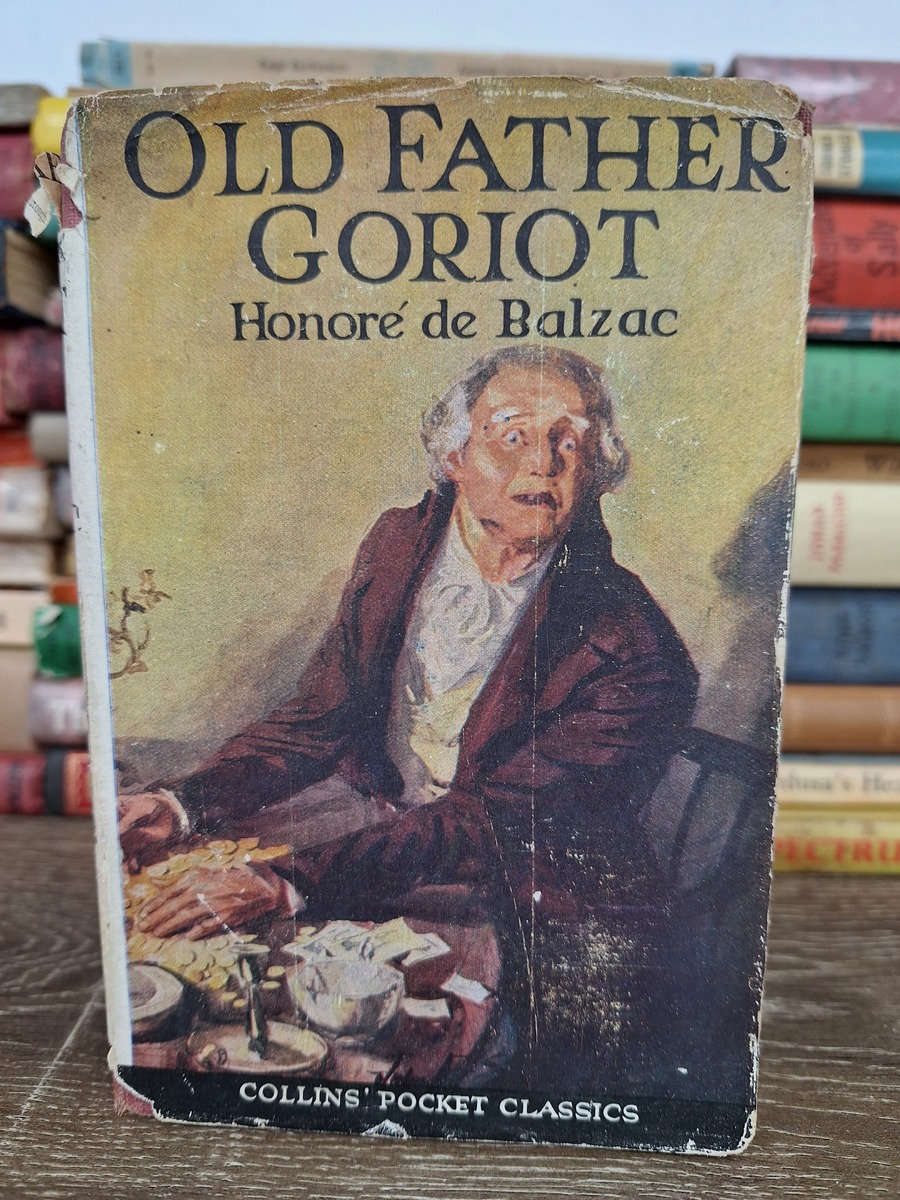 OLD FATHER
GORIOT
Honoré de Balzac
COLLINS' POCKET CLASSICS